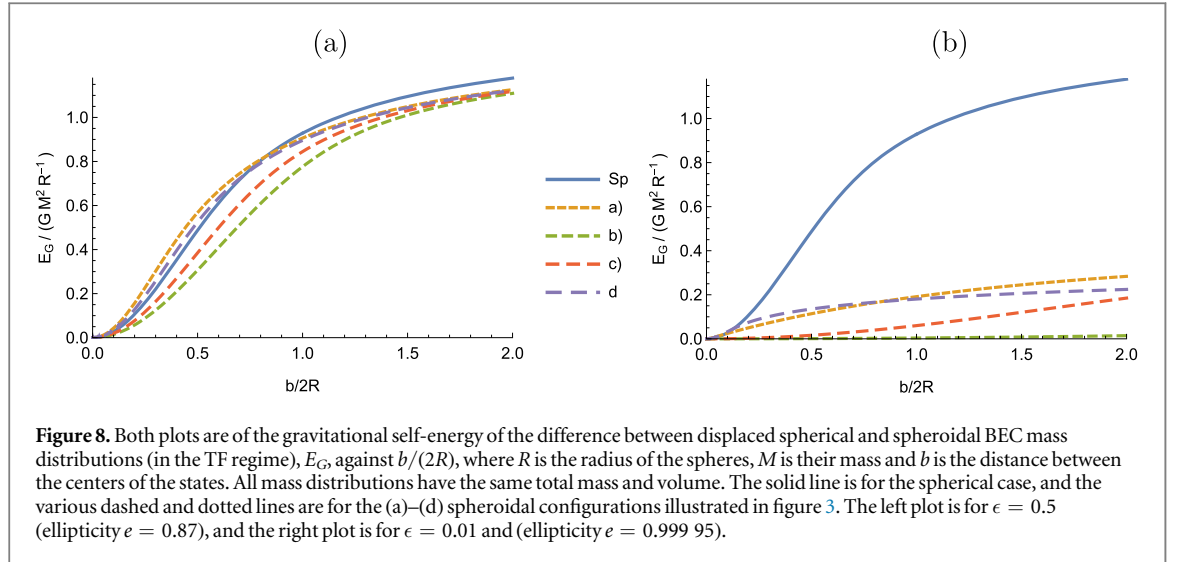 (a)
(b)
E_G / (G M² R⁻¹)
1.0
0.8
0.6
0.4
0.2
0.0
0.0 0.5 1.0 1.5 2.0
b/2R
Sp
a)
b)
c)
d
E_G / (G M² R⁻¹)
1.0
0.8
0.6
0.4
0.2
0.0
0.0 0.5 1.0 1.5 2.0
b/2R
Figure 8. Both plots are of the gravitational self-energy of the difference between displaced spherical and spheroidal BEC mass
distributions (in the TF regime), E_G, against b/(2R), where R is the radius of the spheres, M is their mass and b is the distance between
the centers of the states. All mass distributions have the same total mass and volume. The solid line is for the spherical case, and the
various dashed and dotted lines are for the (a)–(d) spheroidal configurations illustrated in figure 3. The left plot is for ϵ = 0.5
(ellipticity e = 0.87), and the right plot is for ϵ = 0.01 and (ellipticity e = 0.999 95).